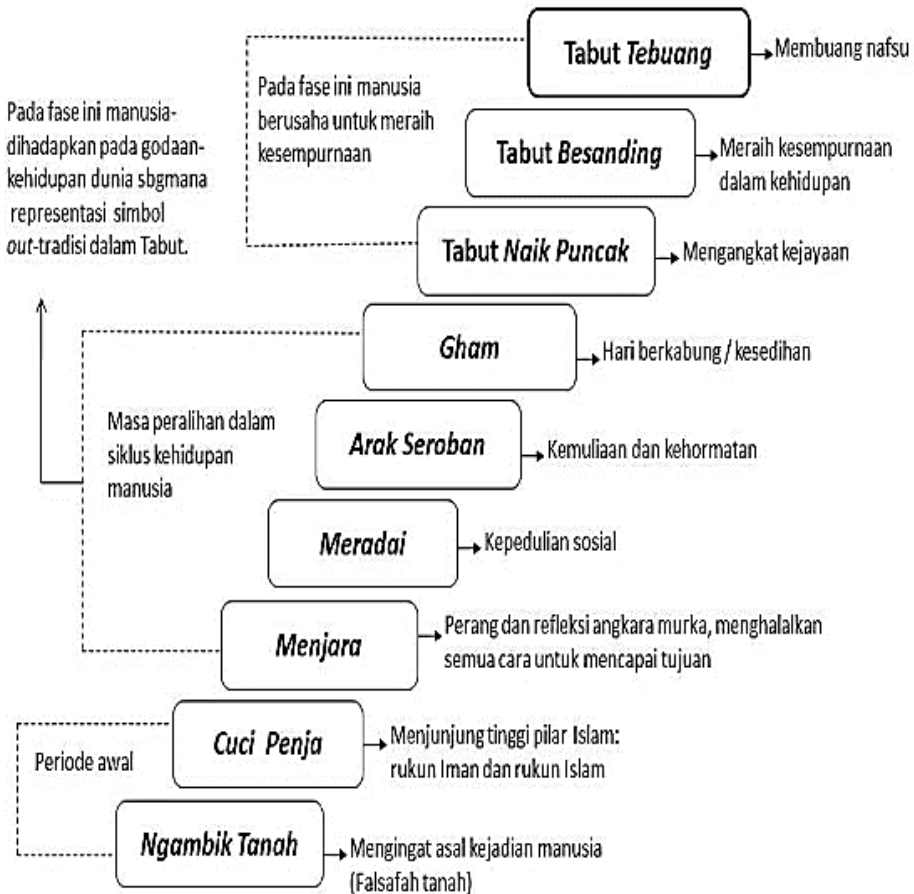 Tabut Tebuang
Membuang nafsu
Pada fase ini manusia
berusaha untuk meraih
kesempurnaan
Pada fase ini manusia-
dihadapkan pada godaan-
kehidupan dunia sbgmana
representasi simbol
out-tradisi dalam Tabut.
Tabut Besanding
Meraih kesempurnaan
dalam kehidupan
Tabut Naik Puncak
Mengangkat kejayaan
Gham
Hari berkabung / kesedihan
Masa peralihan dalam
siklus kehidupan
manusia
Arak Seroban
Kemuliaan dan kehormatan
Meradai
Kepedulian sosial
Menjara
Perang dan refleksi angkara murka, menghalalkan
semua cara untuk mencapai tujuan
Cuci Penja
Menjunjung tinggi pilar Islam:
rukun Iman dan rukun Islam
Periode awal
Ngambik Tanah
Mengingat asal kejadian manusia
(Falsafah tanah)